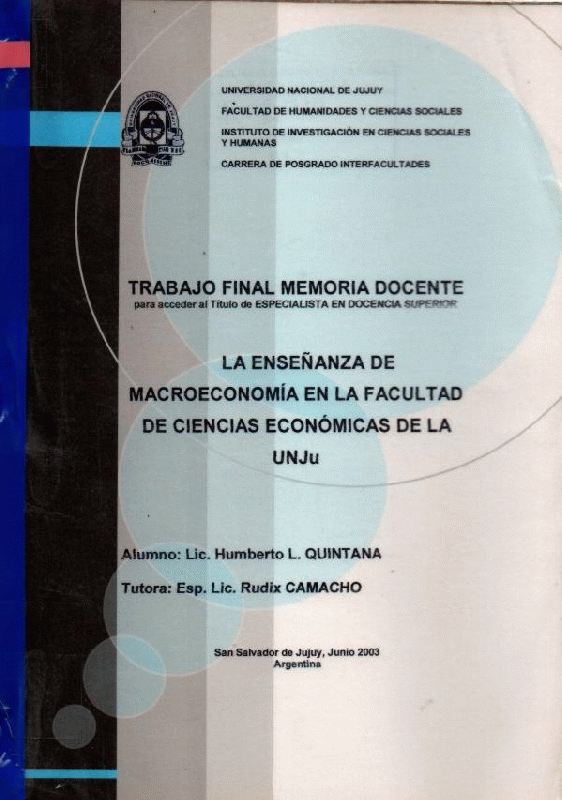 UNIVERSIDAD NACIONAL DE JUJUY
FACULTAD DE HUMANIDADES Y CIENCIAS SOCIALES
INSTITUTO DE INVESTIGACIÓN EN CIENCIAS SOCIALES
Y HUMANAS
CARRERA DE POSGRADO INTERFACULTADES
TRABAJO FINAL MEMORIA DOCENTE
para acceder al Título de ESPECIALISTA EN DOCENCIA SUPERIOR
LA ENSEÑANZA DE
MACROECONOMÍA EN LA FACULTAD
DE CIENCIAS ECONÓMICAS DE LA
UNJu
Alumno: Lic. Humberto L. QUINTANA
Tutora: Esp. Lic. Rudix CAMACHO
San Salvador de Jujuy, Junio 2003
Argentina